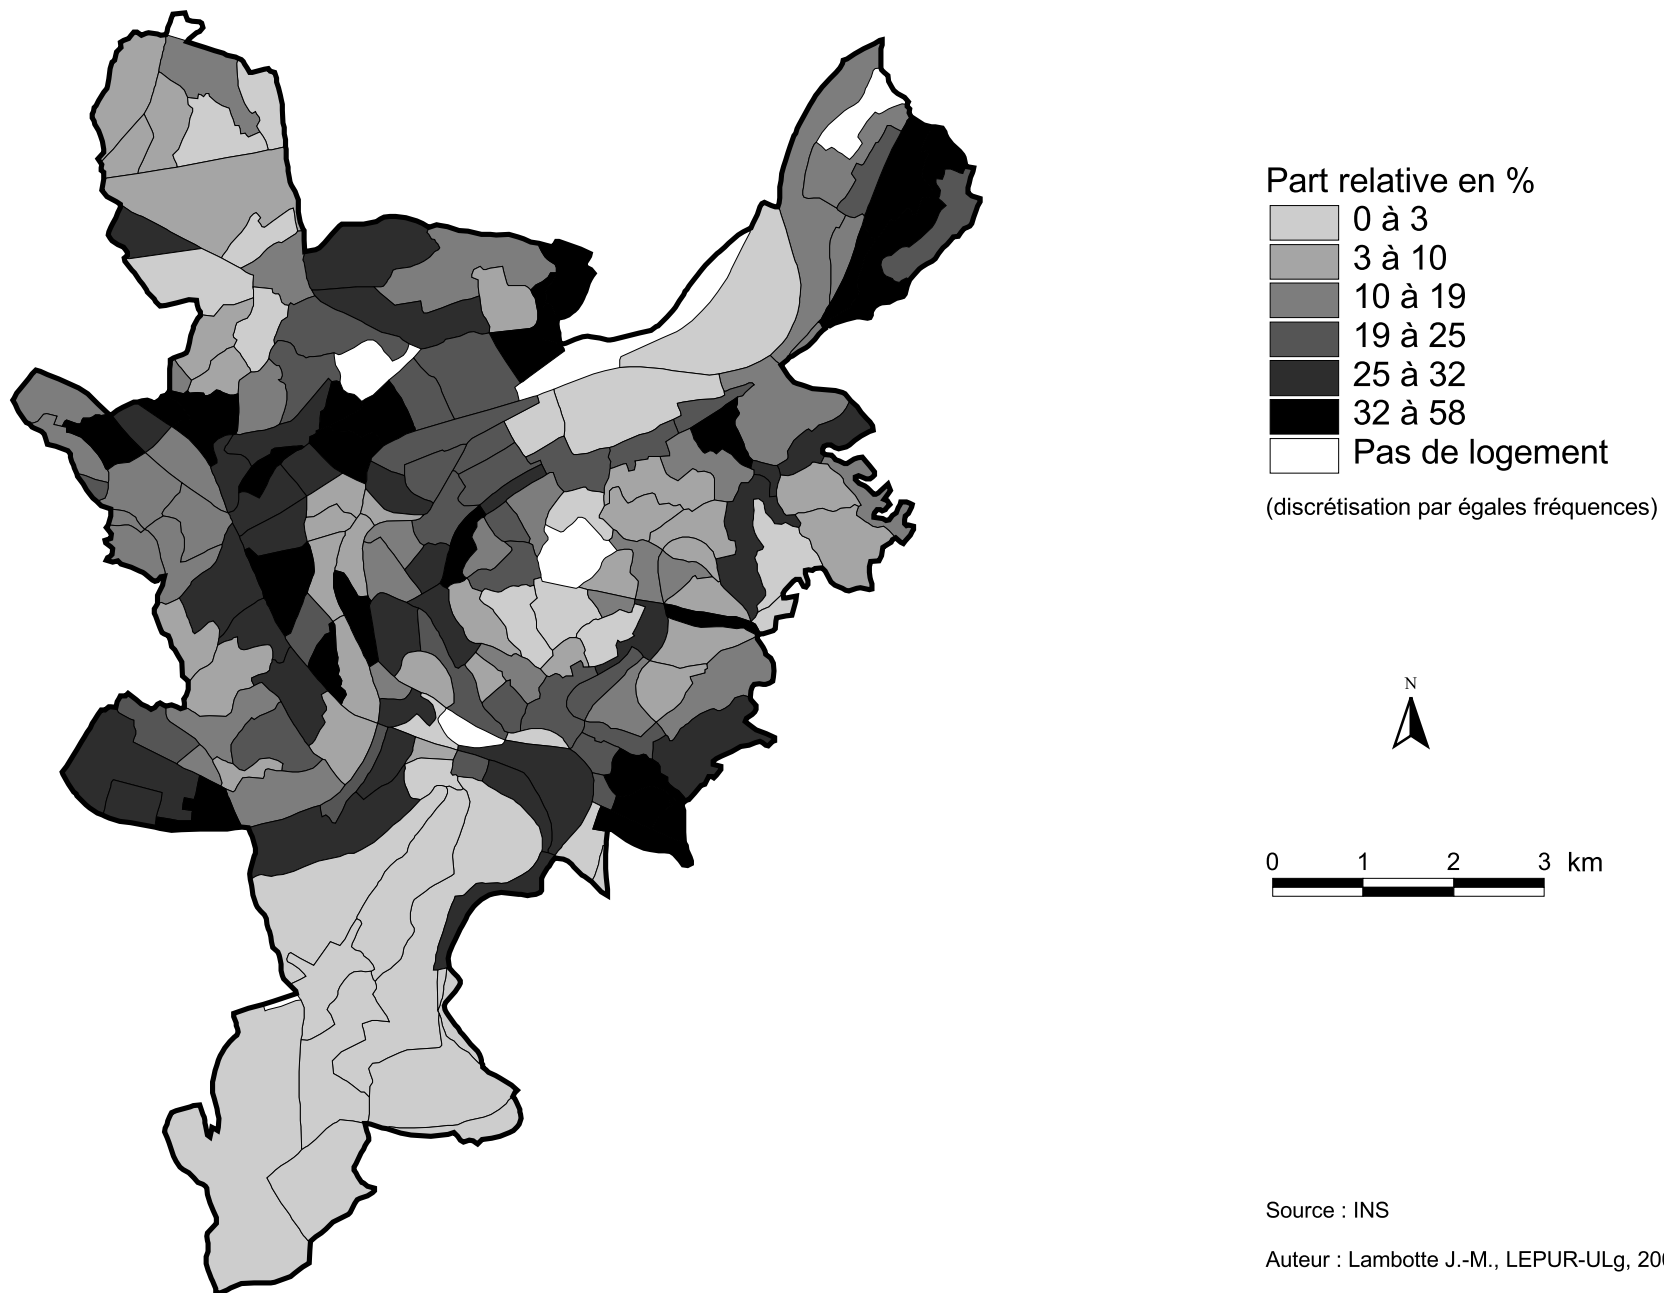 Part relative en %
0 à 3
3 à 10
10 à 19
19 à 25
25 à 32
32 à 58
Pas de logement
(discrétisation par égales fréquences)
N
0 1 2 3 km
Source : INS
Auteur : Lambotte J.-M., LEPUR-ULg,